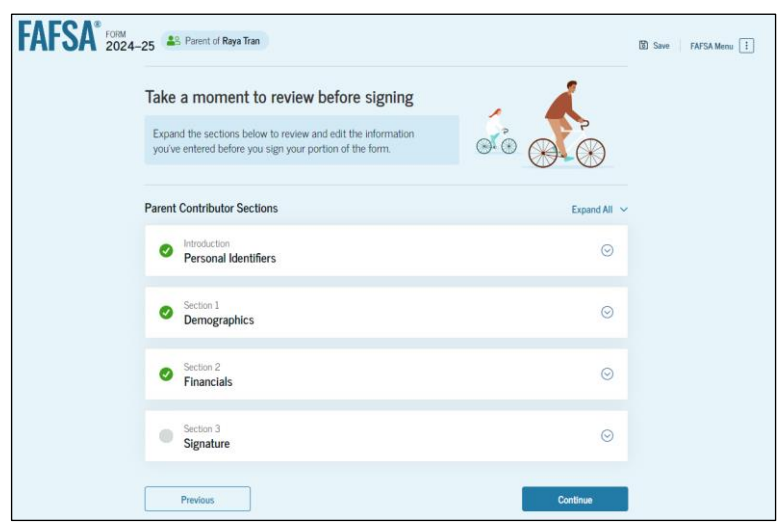 FAFSA®
FORM
2024–25
Parent of Raya Tran
Save
FAFSA Menu
Take a moment to review before signing
Expand the sections below to review and edit the information
you've entered before you sign your portion of the form.
Parent Contributor Sections
Expand All
Introduction
Personal Identifiers
Section 1
Demographics
Section 2
Financials
Section 3
Signature
Previous
Continue